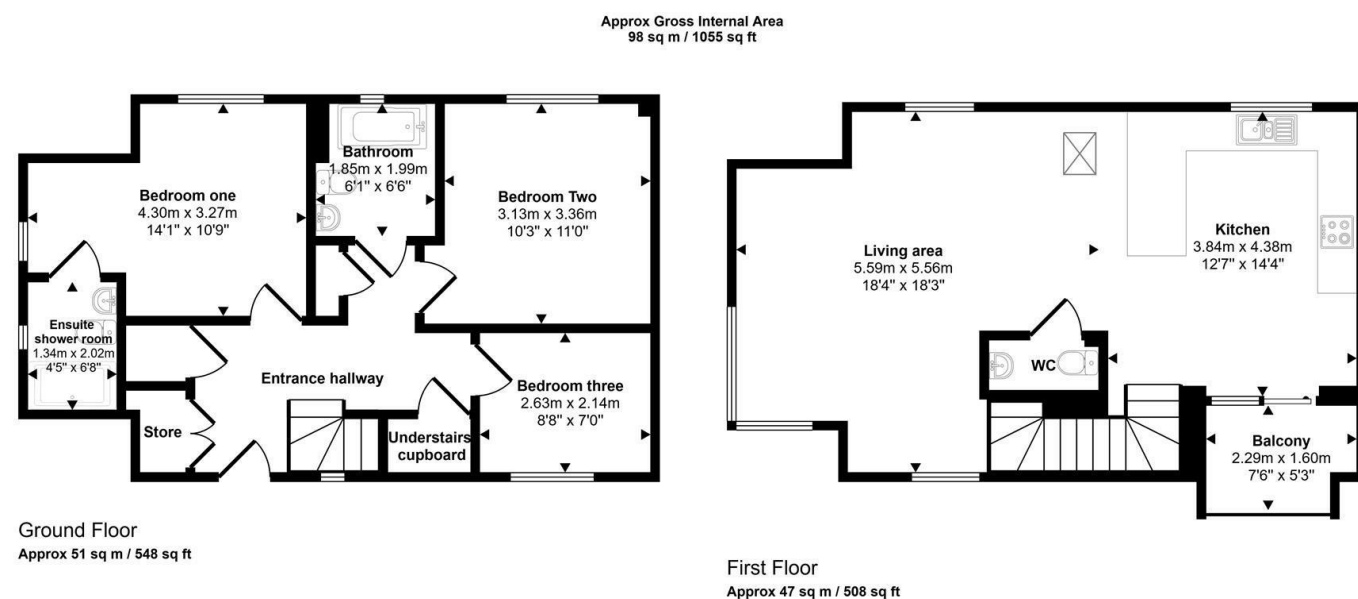 Approx Gross Internal Area
98 sq m / 1055 sq ft
Bedroom one
4.30m x 3.27m
14'1" x 10'9"
Bathroom
1.85m x 1.99m
6'1" x 6'6"
Bedroom Two
3.13m x 3.36m
10'3" x 11'0"
Ensuite
shower room
1.34m x 2.02m
4'5" x 6'8"
Entrance hallway
Store
Understairs
cupboard
Bedroom three
2.63m x 2.14m
8'8" x 7'0"
Ground Floor
Approx 51 sq m / 548 sq ft
Living area
5.59m x 5.56m
18'4" x 18'3"
Kitchen
3.84m x 4.38m
12'7" x 14'4"
WC
Balcony
2.29m x 1.60m
7'6" x 5'3"
First Floor
Approx 47 sq m / 508 sq ft